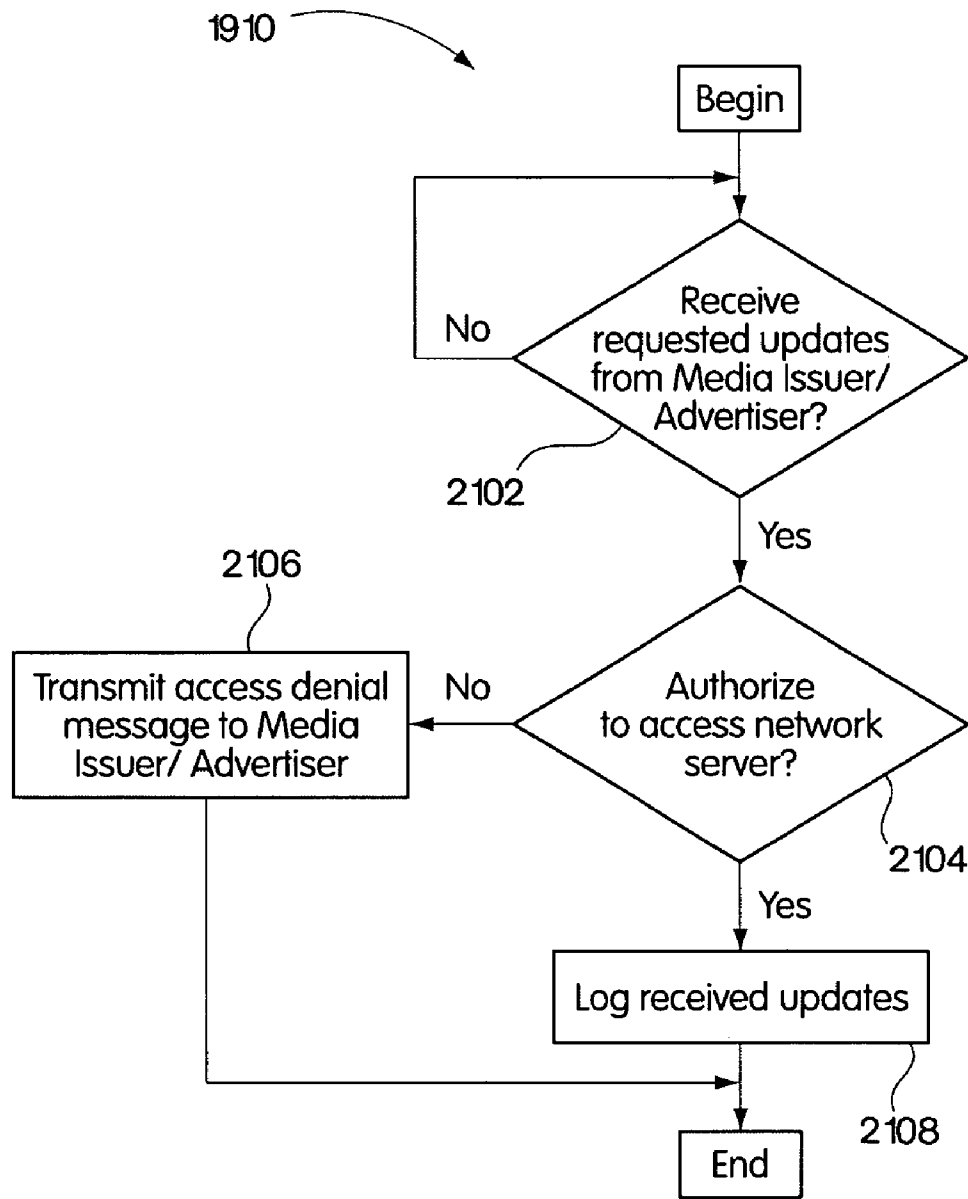 1910
Begin
Receive
requested updates
from Media Issuer/
Advertiser?
No
2102
Yes
2106
Transmit access denial
message to Media
Issuer/ Advertiser
No
Authorize
to access network
server?
2104
Yes
Log received updates
2108
End